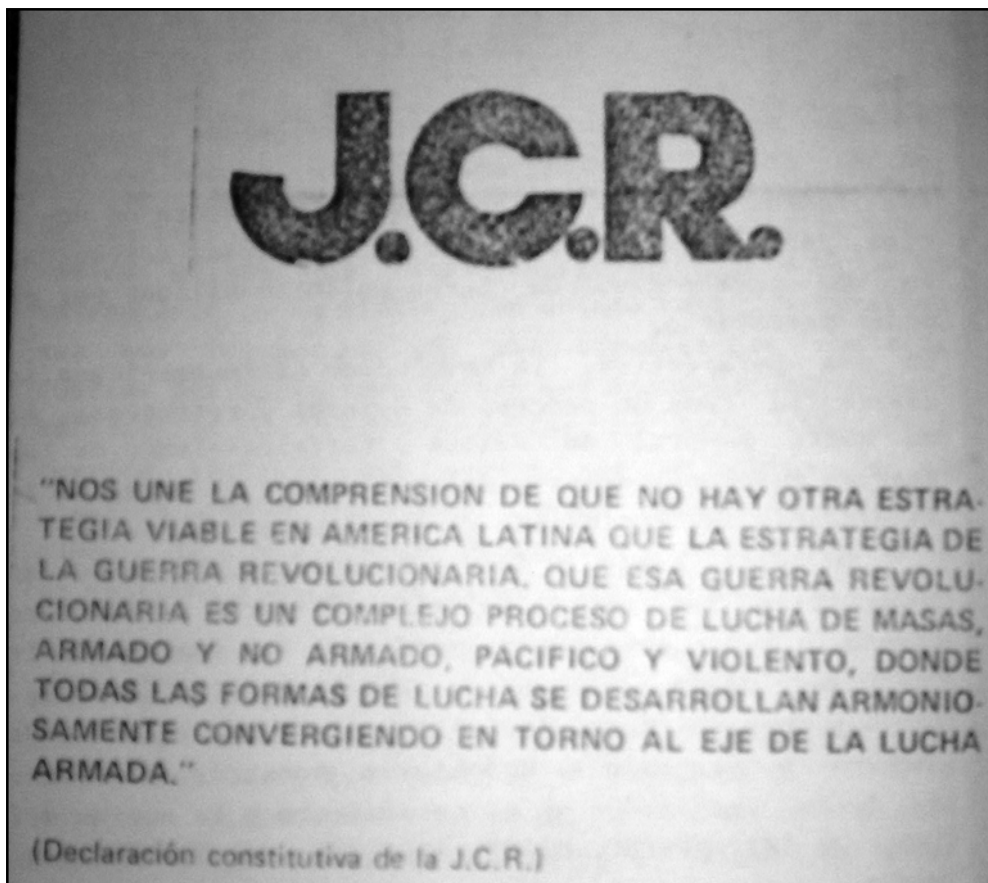 J.C.R.
"NOS UNE LA COMPRENSION DE QUE NO HAY OTRA ESTRA-
TEGIA VIABLE EN AMERICA LATINA QUE LA ESTRATEGIA DE
LA GUERRA REVOLUCIONARIA. QUE ESA GUERRA REVOLU-
CIONARIA ES UN COMPLEJO PROCESO DE LUCHA DE MASAS,
ARMADO Y NO ARMADO, PACIFICO Y VIOLENTO, DONDE
TODAS LAS FORMAS DE LUCHA SE DESARROLLAN ARMONIO-
SAMENTE CONVERGIENDO EN TORNO AL EJE DE LA LUCHA
ARMADA."
(Declaración constitutiva de la J.C.R.)